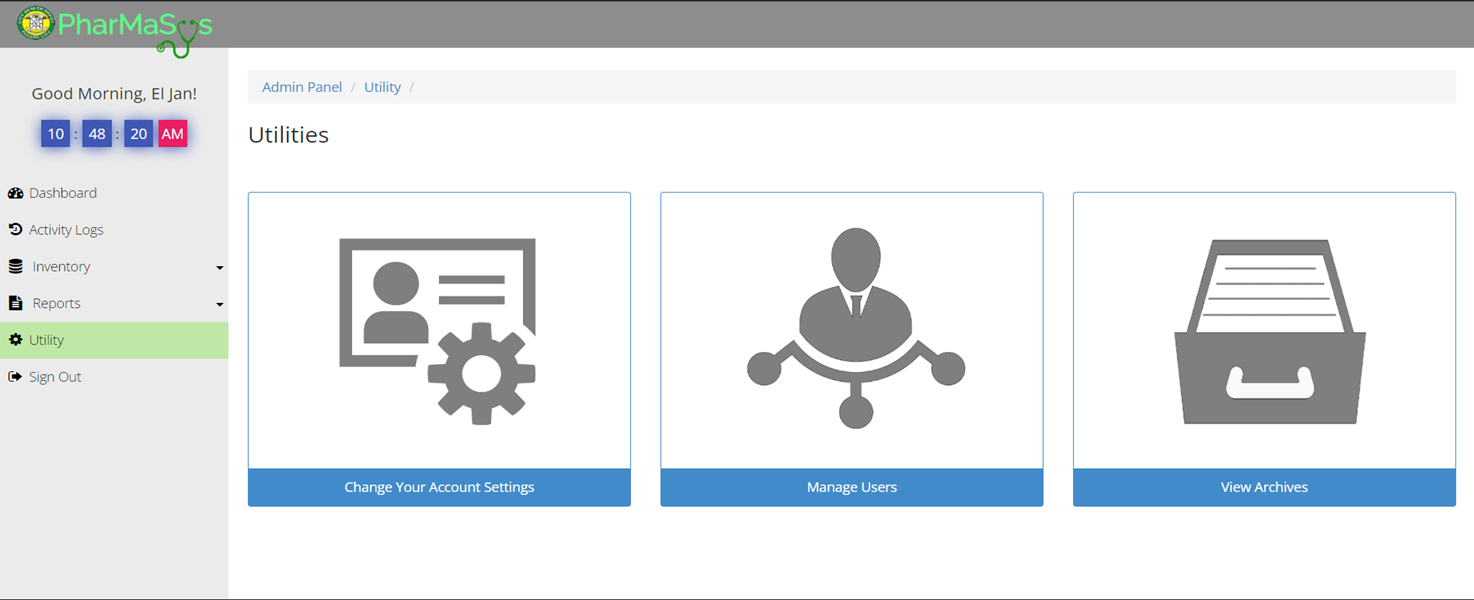 PharMaSys
Good Morning, El Jan!
10 : 48 : 20 AM
Dashboard
Activity Logs
Inventory
Reports
Utility
Sign Out
Admin Panel / Utility /
Utilities
Change Your Account Settings
Manage Users
View Archives